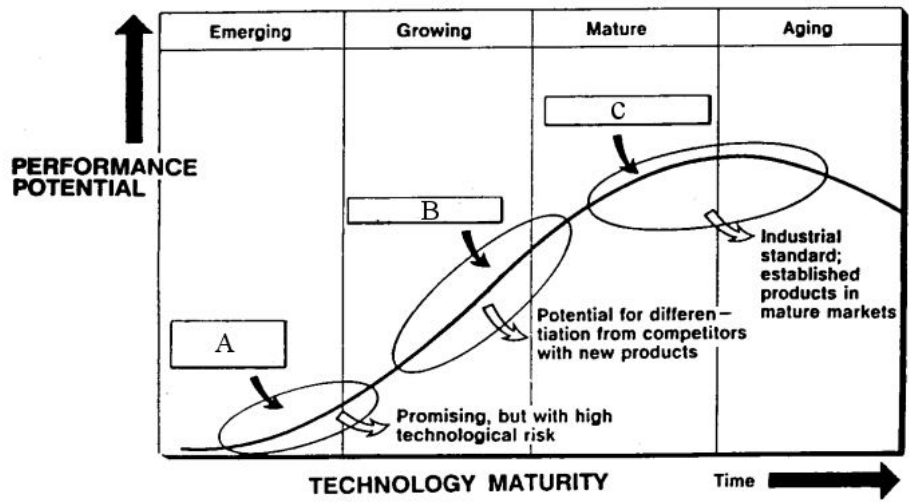 Emerging
Growing
Mature
Aging
PERFORMANCE
POTENTIAL
C
B
A
Industrial
standard;
established
products in
mature markets
Potential for differen-
tiation from competitors
with new products
Promising, but with high
technological risk
TECHNOLOGY MATURITY
Time